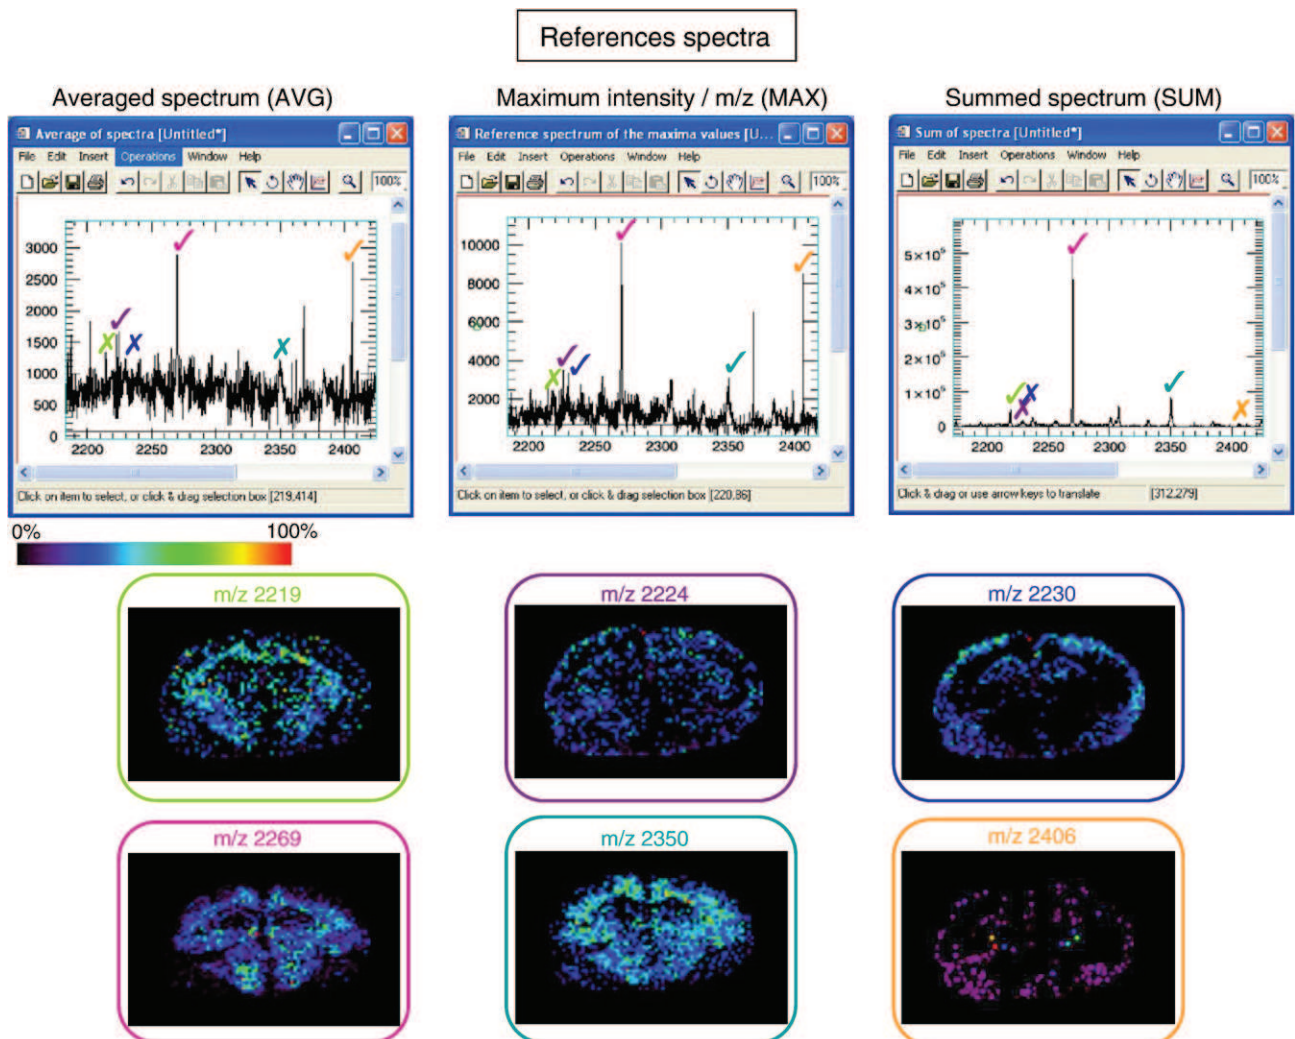 References spectra
Averaged spectrum (AVG)
Maximum intensity / m/z (MAX)
Summed spectrum (SUM)
Average of spectra [Untitled*]
File Edit Insert Operations Window Help
100%
3000
2500
2000
1500
1000
500
0
2200 2250 2300 2350 2400
Click on item to select, or click & drag selection box [219,414]
Reference spectrum of the maxima values [U...
File Edit Insert Operations Window Help
100%
10000
8000
6000
4000
2000
2200 2250 2300 2350 2400
Click on item to select, or click & drag selection box [220,86]
Sum of spectra [Untitled*]
File Edit Insert Operations Window Help
100%
5×10⁵
4×10⁵
3×10⁵
2×10⁵
1×10⁵
0
2200 2250 2300 2350 2400
Click & drag or use arrow keys to translate [312,279]
0% 100%
m/z 2219
m/z 2224
m/z 2230
m/z 2269
m/z 2350
m/z 2406